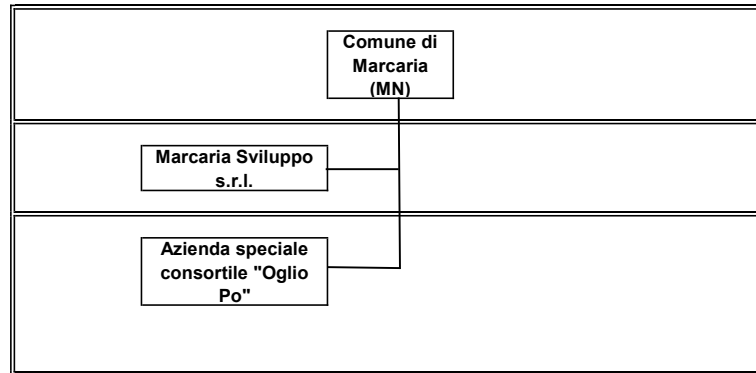 Comune di
Marcaria
(MN)
Marcaria Sviluppo
s.r.l.
Azienda speciale
consortile "Oglio
Po"